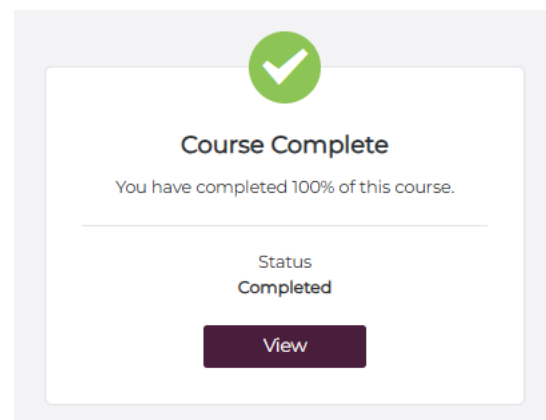 Course Complete
You have completed 100% of this course.
Status
Completed
View